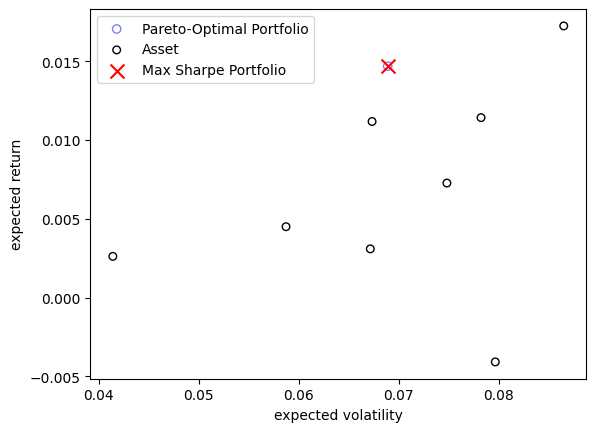 Pareto-Optimal Portfolio
Asset
Max Sharpe Portfolio
0.015
0.010
0.005
0.000
−0.005
expected return
0.04
0.05
0.06
0.07
0.08
expected volatility